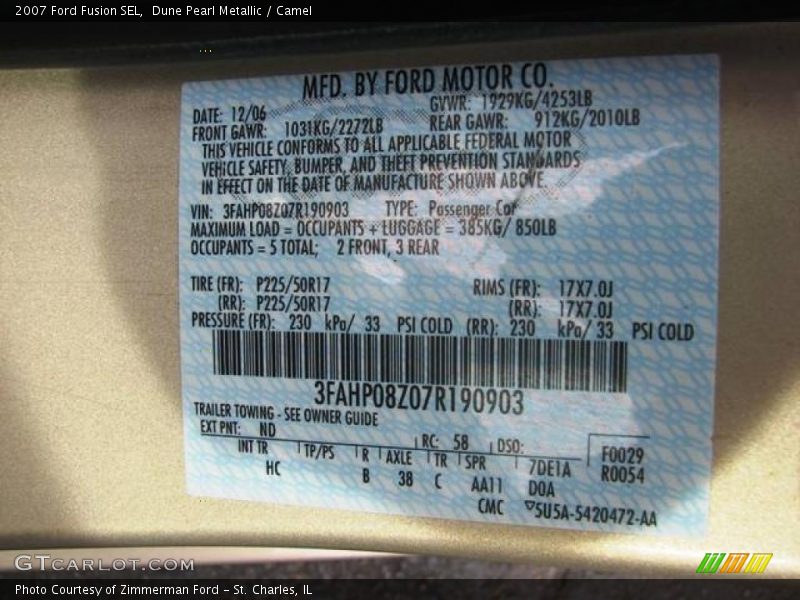 2007 Ford Fusion SEL,  Dune Pearl Metallic / Camel
MFD. BY FORD MOTOR CO.
DATE: 12/06 GVWR: 1929KG/4253LB
FRONT GAWR: 1031KG/2272LB REAR GAWR: 912KG/2010LB
THIS VEHICLE CONFORMS TO ALL APPLICABLE FEDERAL MOTOR
VEHICLE SAFETY, BUMPER, AND THEFT PREVENTION STANDARDS
IN EFFECT ON THE DATE OF MANUFACTURE SHOWN ABOVE.
VIN: 3FAHP08Z07R190903 TYPE: Passenger Car
MAXIMUM LOAD = OCCUPANTS + LUGGAGE = 385KG/ 850LB
OCCUPANTS = 5 TOTAL; 2 FRONT, 3 REAR
TIRE (FR): P225/50R17 RIMS (FR): 17X7.0J
(RR): P225/50R17 (RR): 17X7.0J
PRESSURE (FR): 230 kPa/ 33 PSI COLD (RR): 230 kPa/ 33 PSI COLD
3FAHP08Z07R190903
TRAILER TOWING - SEE OWNER GUIDE
EXT PNT: ND RC: 58 DSO: F0029
INT TR TP/PS R AXLE TR SPR 7DE1A R0054
HC B 38 C AA11 D0A
CMC 5U5A-5420472-AA
GTCARLOT.COM
Photo Courtesy of Zimmerman Ford - St. Charles, IL